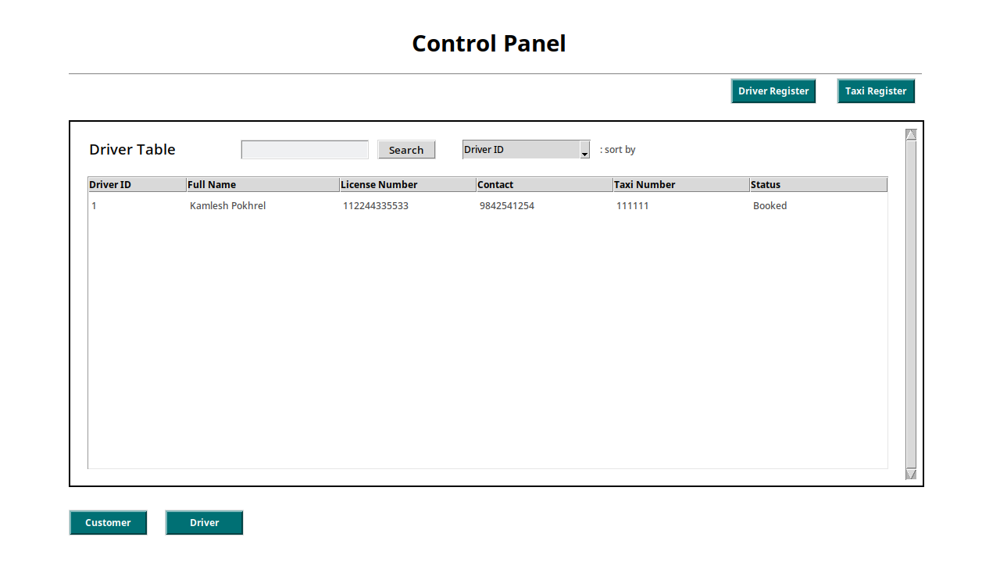 Control Panel
Driver Register Taxi Register
Driver Table Search Driver ID : sort by
Driver ID Full Name License Number Contact Taxi Number Status
1 Kamlesh Pokhrel 112244335533 9842541254 111111 Booked
Customer Driver